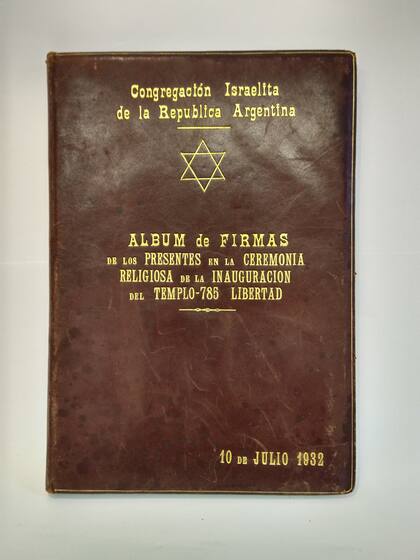 Congregación Israelita
de la Republica Argentina
ALBUM de FIRMAS
DE LOS PRESENTES EN LA CEREMONIA
RELIGIOSA DE LA INAUGURACION
DEL TEMPLO-785 LIBERTAD
10 DE JULIO 1932